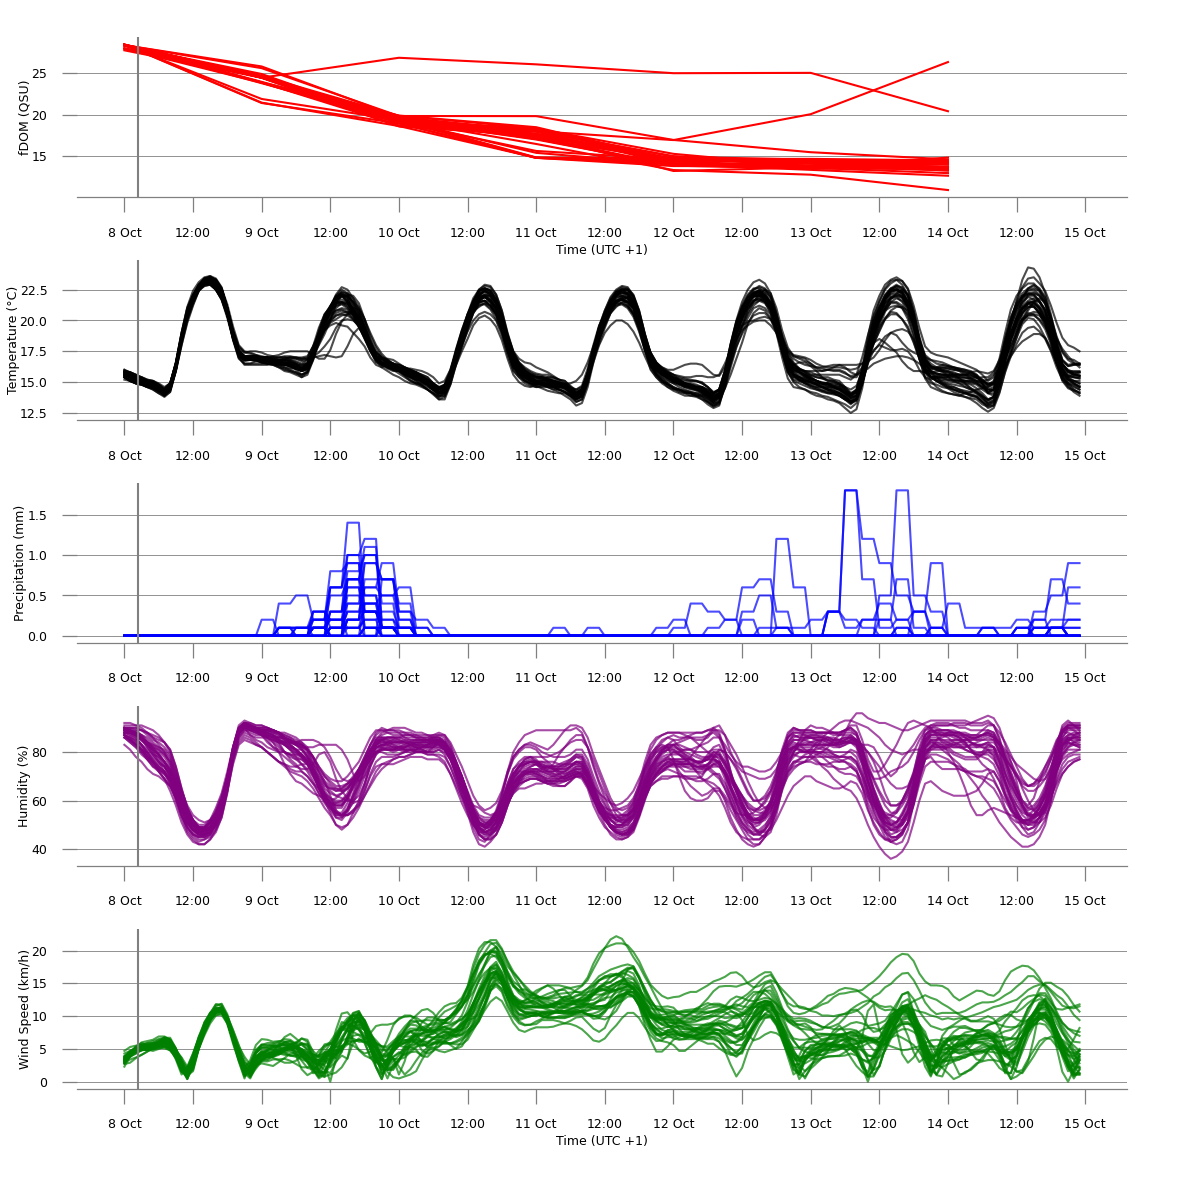 fDOM (QSU)
25
20
15
8 Oct 12:00 9 Oct 12:00 10 Oct 12:00 11 Oct 12:00 12 Oct 12:00 13 Oct 12:00 14 Oct 12:00 15 Oct
Time (UTC +1)
Temperature (°C)
22.5
20.0
17.5
15.0
12.5
8 Oct 12:00 9 Oct 12:00 10 Oct 12:00 11 Oct 12:00 12 Oct 12:00 13 Oct 12:00 14 Oct 12:00 15 Oct
Precipitation (mm)
1.5
1.0
0.5
0.0
8 Oct 12:00 9 Oct 12:00 10 Oct 12:00 11 Oct 12:00 12 Oct 12:00 13 Oct 12:00 14 Oct 12:00 15 Oct
Humidity (%)
80
60
40
8 Oct 12:00 9 Oct 12:00 10 Oct 12:00 11 Oct 12:00 12 Oct 12:00 13 Oct 12:00 14 Oct 12:00 15 Oct
Wind Speed (km/h)
20
15
10
5
0
8 Oct 12:00 9 Oct 12:00 10 Oct 12:00 11 Oct 12:00 12 Oct 12:00 13 Oct 12:00 14 Oct 12:00 15 Oct
Time (UTC +1)